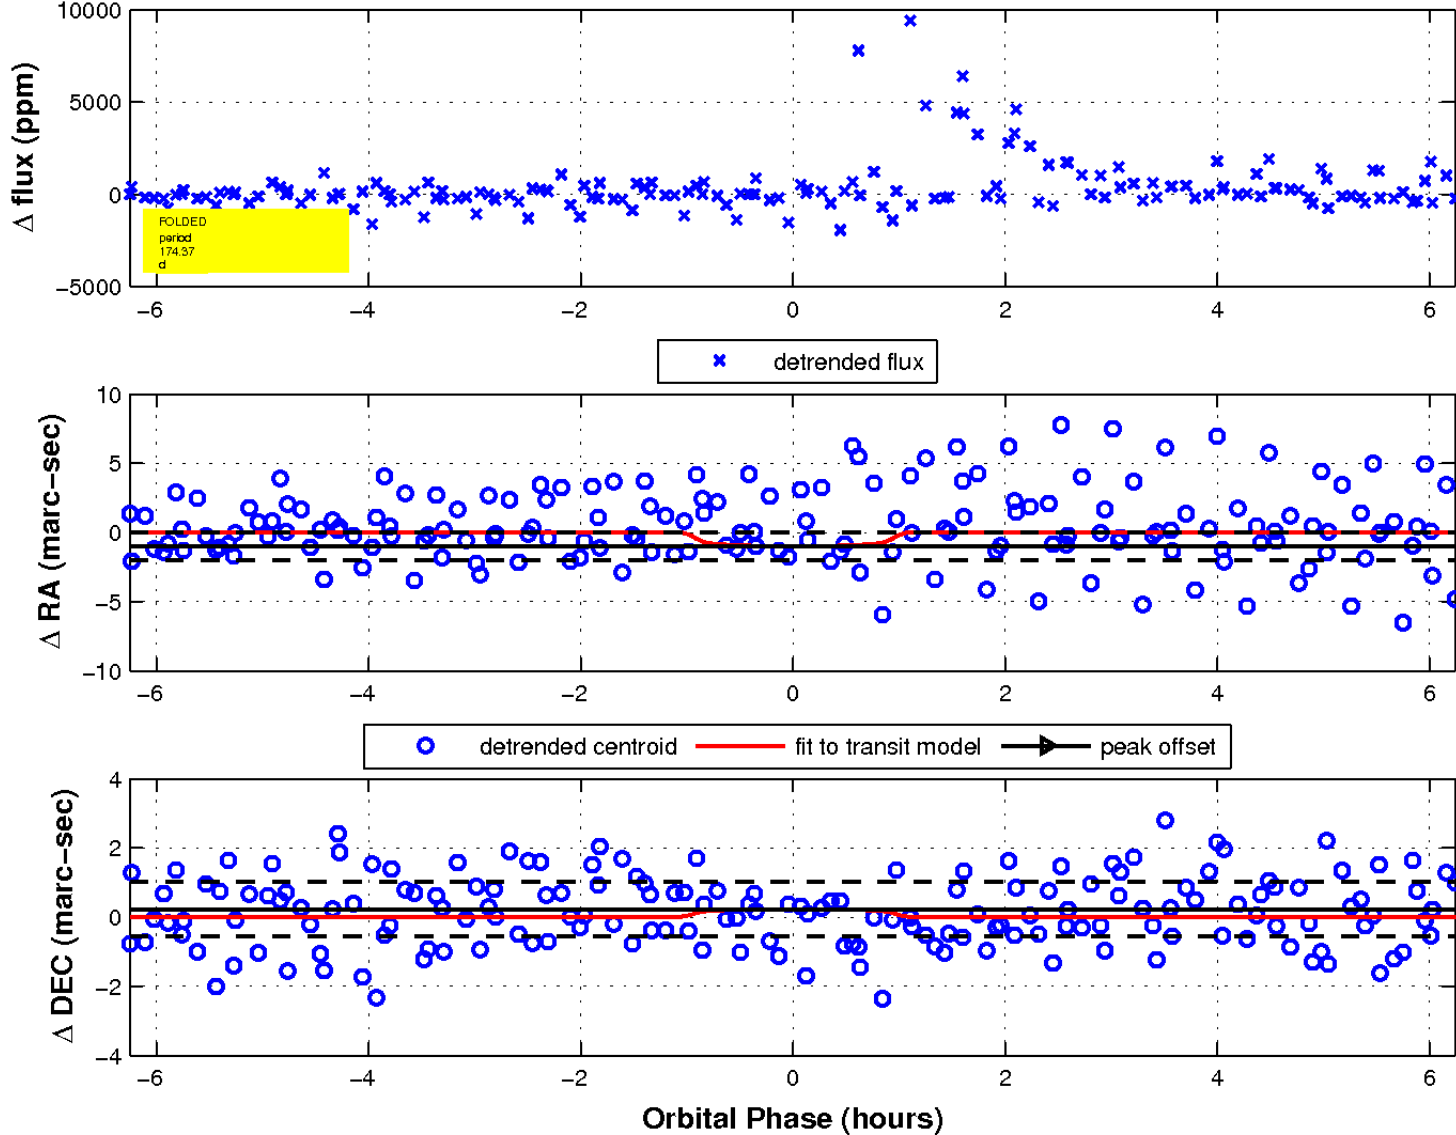 10000
5000
0
−5000
Δ flux (ppm)
FOLDED
period
174.37
d
−6 −4 −2 0 2 4 6
detrended flux
10
5
0
−5
−10
Δ RA (marc−sec)
−6 −4 −2 0 2 4 6
detrended centroid fit to transit model peak offset
4
2
0
−2
−4
Δ DEC (marc−sec)
−6 −4 −2 0 2 4 6
Orbital Phase (hours)